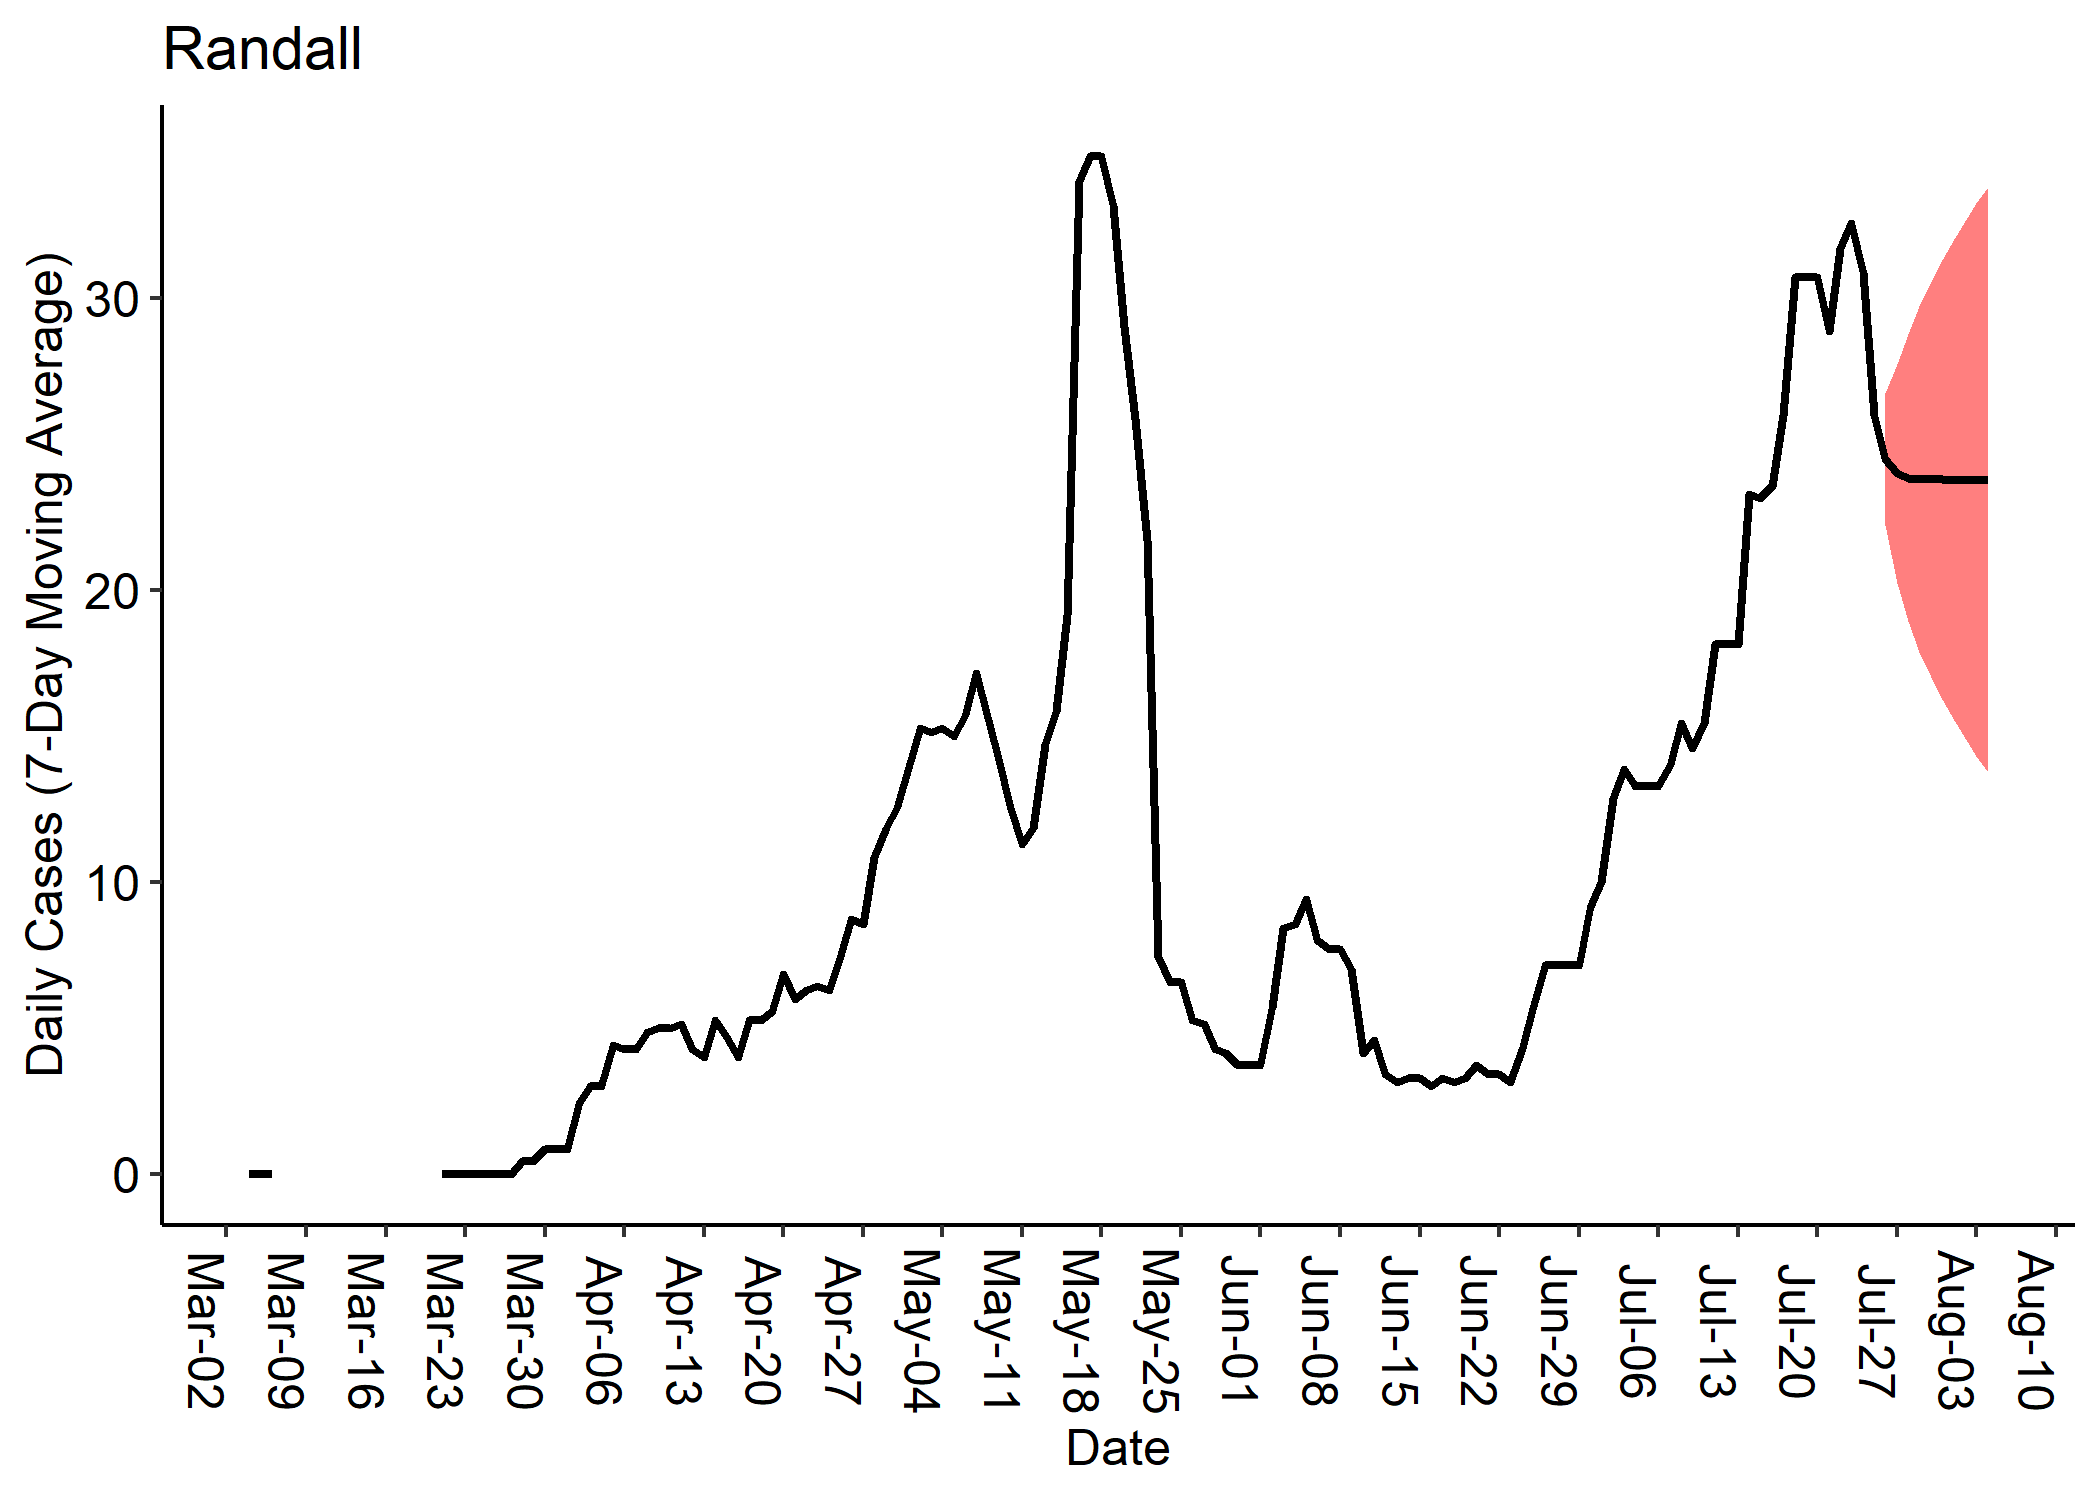 Randall
Daily Cases (7-Day Moving Average)
30
20
10
0
Mar-02
Mar-09
Mar-16
Mar-23
Mar-30
Apr-06
Apr-13
Apr-20
Apr-27
May-04
May-11
May-18
May-25
Jun-01
Jun-08
Jun-15
Jun-22
Jun-29
Jul-06
Jul-13
Jul-20
Jul-27
Aug-03
Aug-10
Date